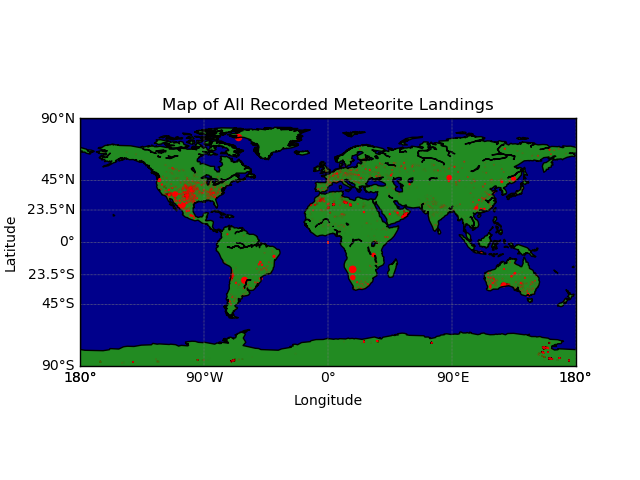 Map of All Recorded Meteorite Landings
90°N
45°N
23.5°N
0°
23.5°S
45°S
90°S
Latitude
180° 90°W 0° 90°E 180°
Longitude